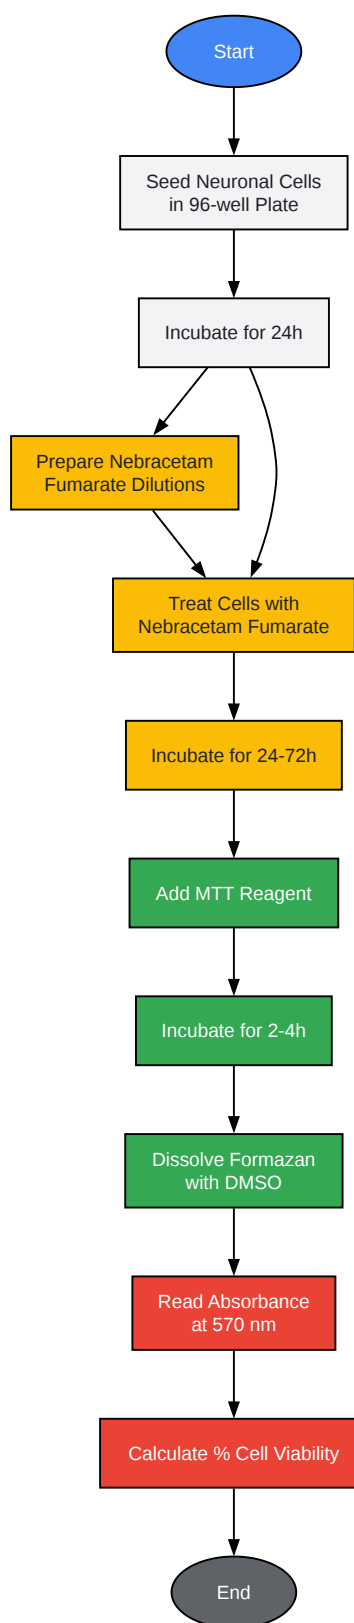 Start
Seed Neuronal Cells
in 96-well Plate
Incubate for 24h
Prepare Nebracetam
Fumarate Dilutions
Treat Cells with
Nebracetam Fumarate
Incubate for 24-72h
Add MTT Reagent
Incubate for 2-4h
Dissolve Formazan
with DMSO
Read Absorbance
at 570 nm
Calculate % Cell Viability
End